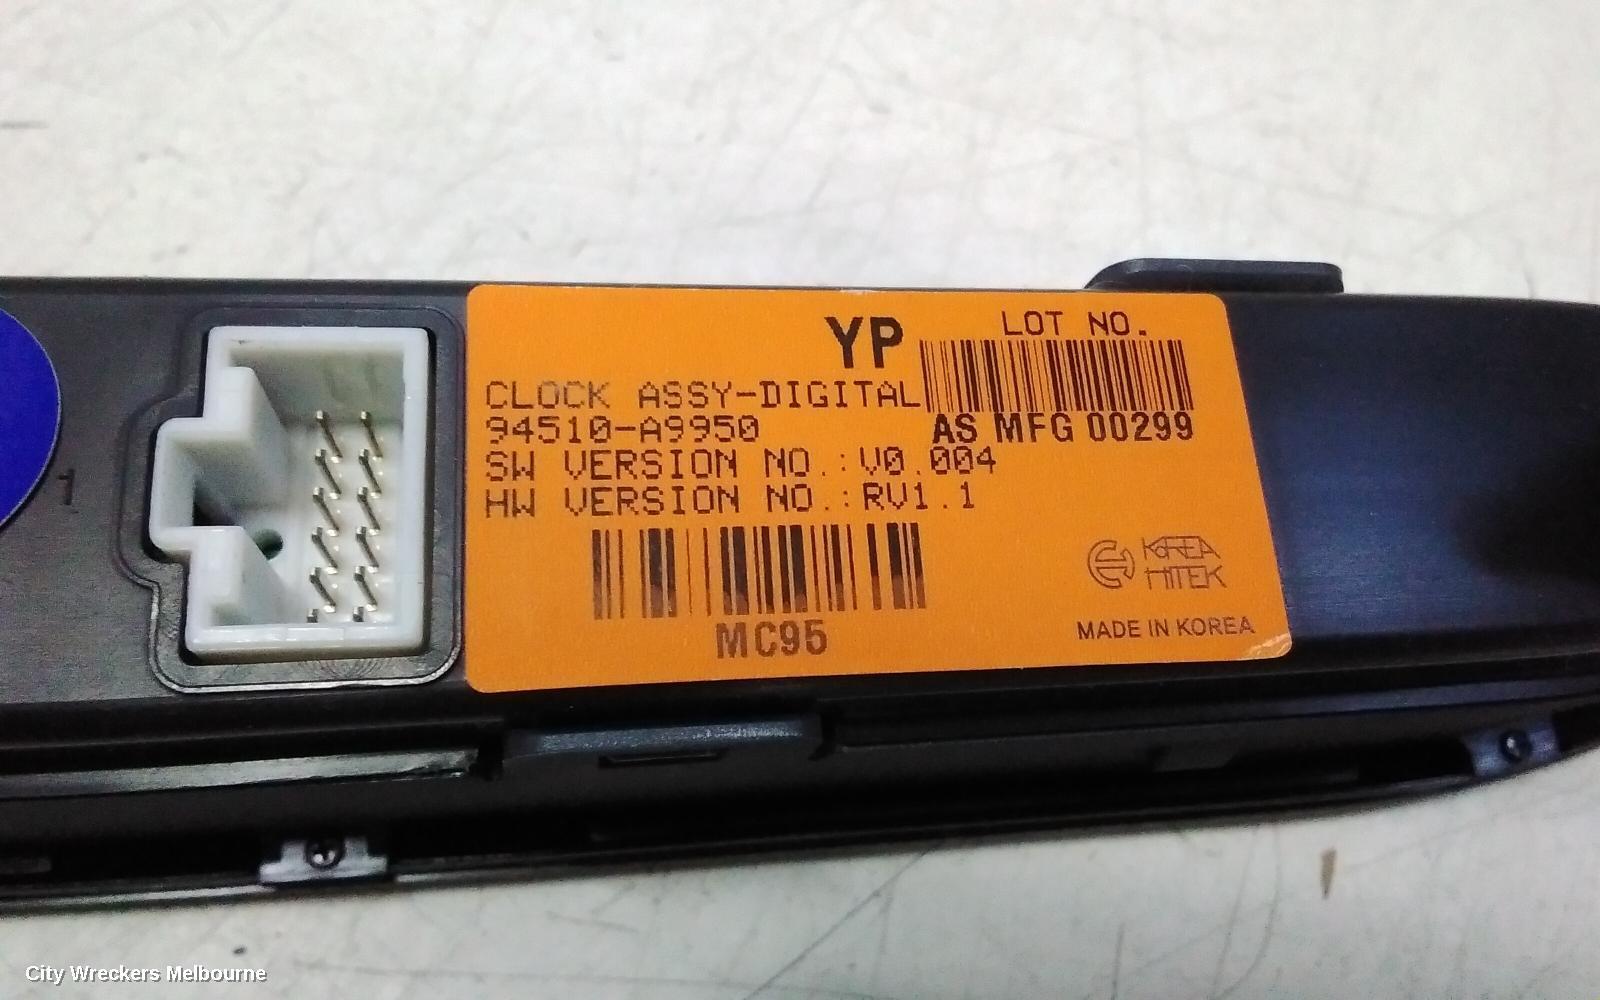 YP
LOT NO.
CLOCK ASSY-DIGITAL
94510-A9950
AS MFG 00299
SW VERSION NO.:V0.004
HW VERSION NO.:RV1.1
MC95
KOREA
HITEK
MADE IN KOREA
1
City Wreckers Melbourne